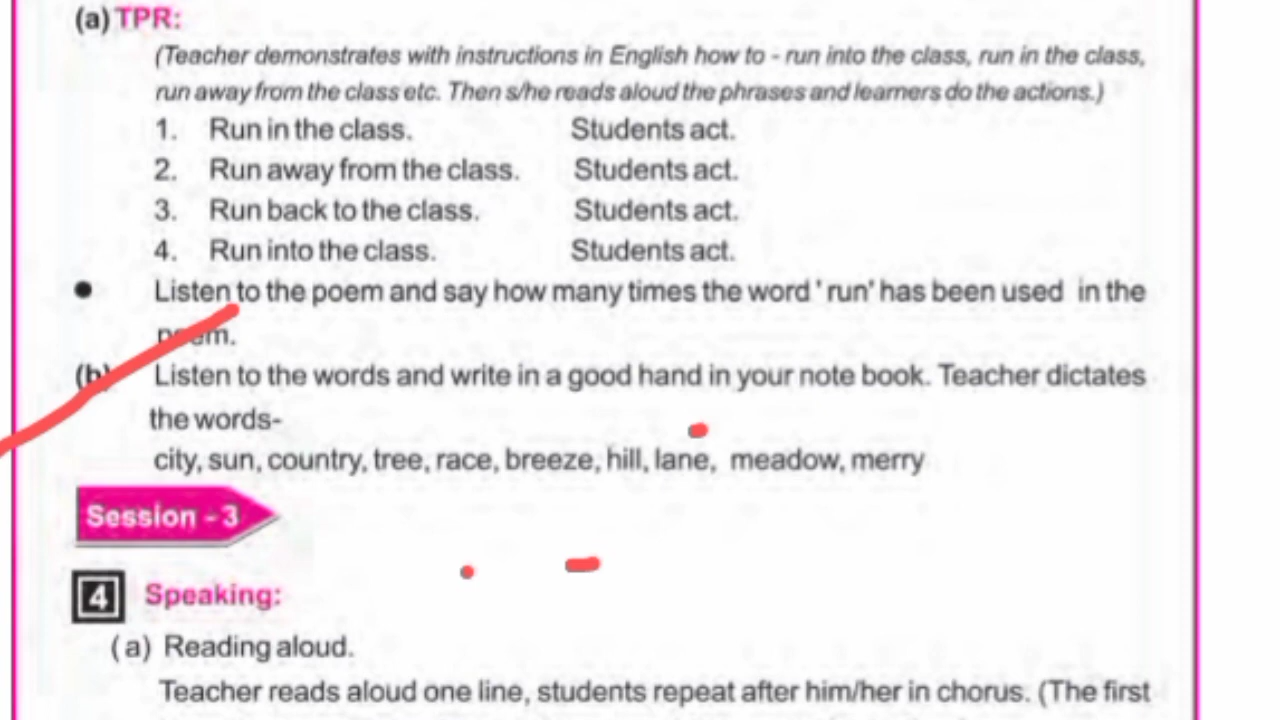 (a) TPR:
(Teacher demonstrates with instructions in English how to - run into the class, run in the class,
run away from the class etc. Then s/he reads aloud the phrases and learners do the actions.)
1. Run in the class. Students act.
2. Run away from the class. Students act.
3. Run back to the class. Students act.
4. Run into the class. Students act.
● Listen to the poem and say how many times the word 'run' has been used in the
poem.
(b) Listen to the words and write in a good hand in your note book. Teacher dictates
the words-
city, sun, country, tree, race, breeze, hill, lane, meadow, merry
Session - 3
4 Speaking:
(a) Reading aloud.
Teacher reads aloud one line, students repeat after him/her in chorus. (The first